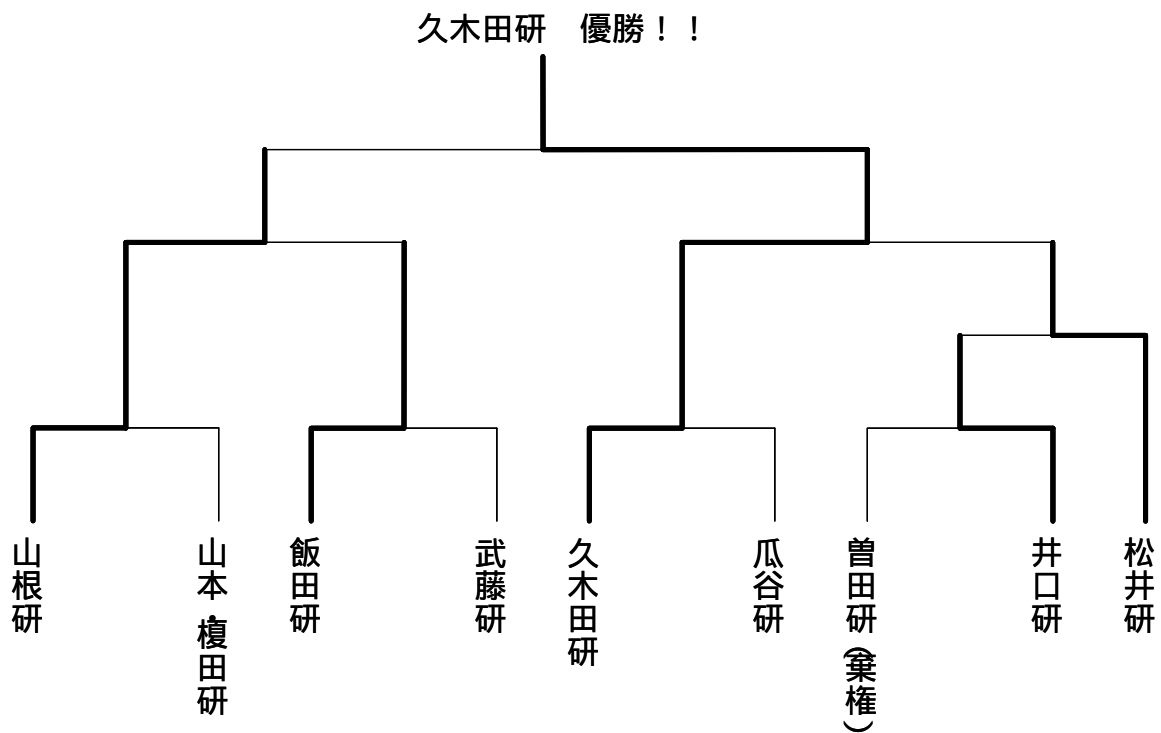 久木田研　優勝！！
山根研
山本・榎田研
飯田研
武藤研
久木田研
瓜谷研
曽田研（棄権）
井口研
松井研